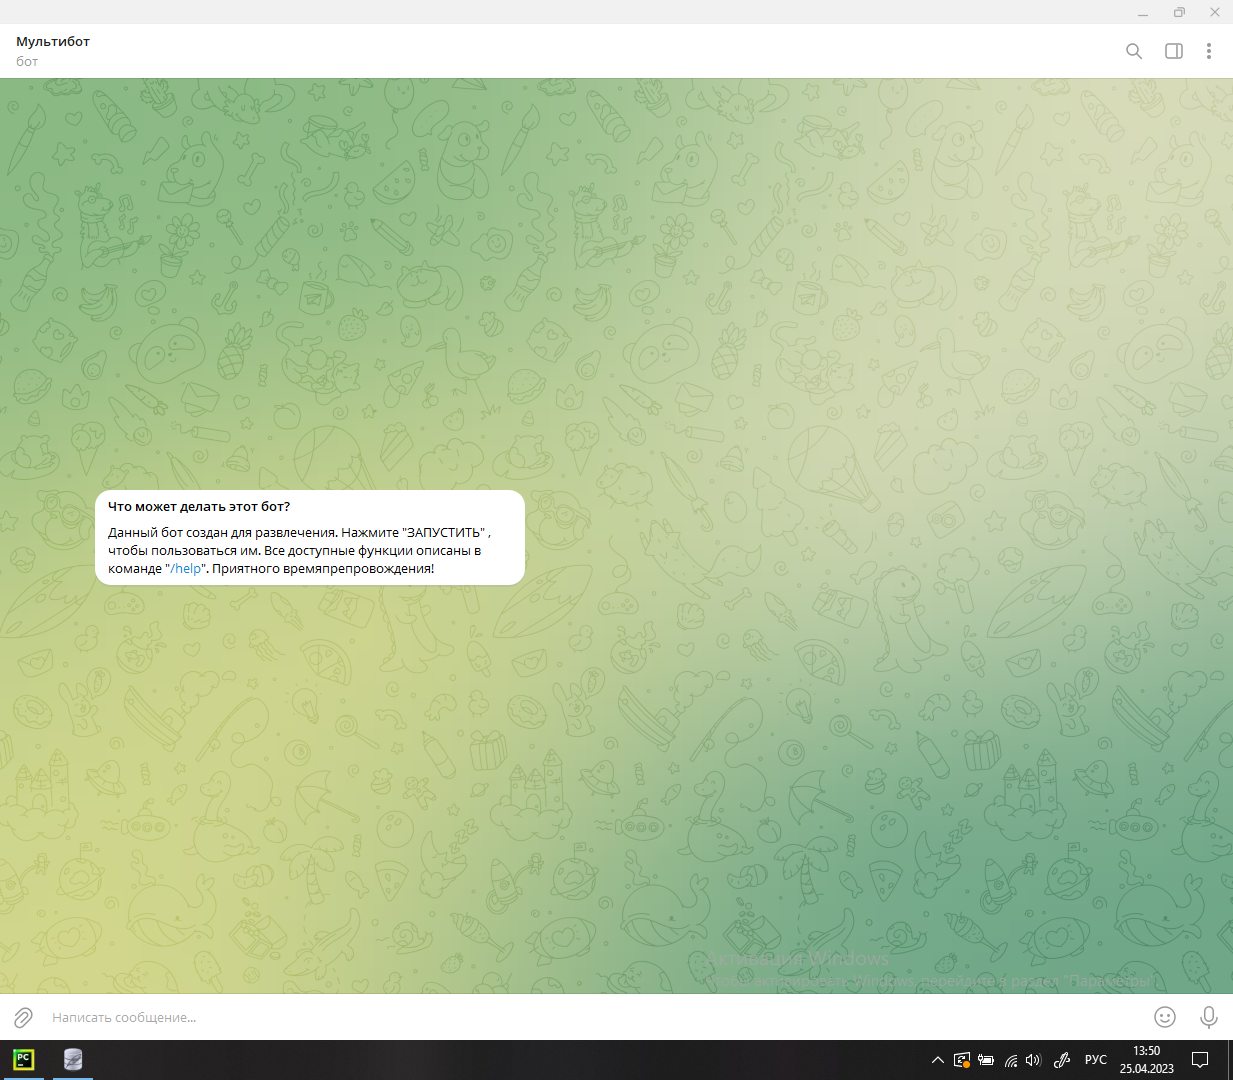 Мультибот
бот
Что может делать этот бот?
Данный бот создан для развлечения. Нажмите "ЗАПУСТИТЬ" ,
чтобы пользоваться им. Все доступные функции описаны в
команде "/help". Приятного времяпрепровождения!
Активация Windows
Чтобы активировать Windows, перейдите в раздел "Параметры
Написать сообщение...
PC
РУС
13:50
25.04.2023